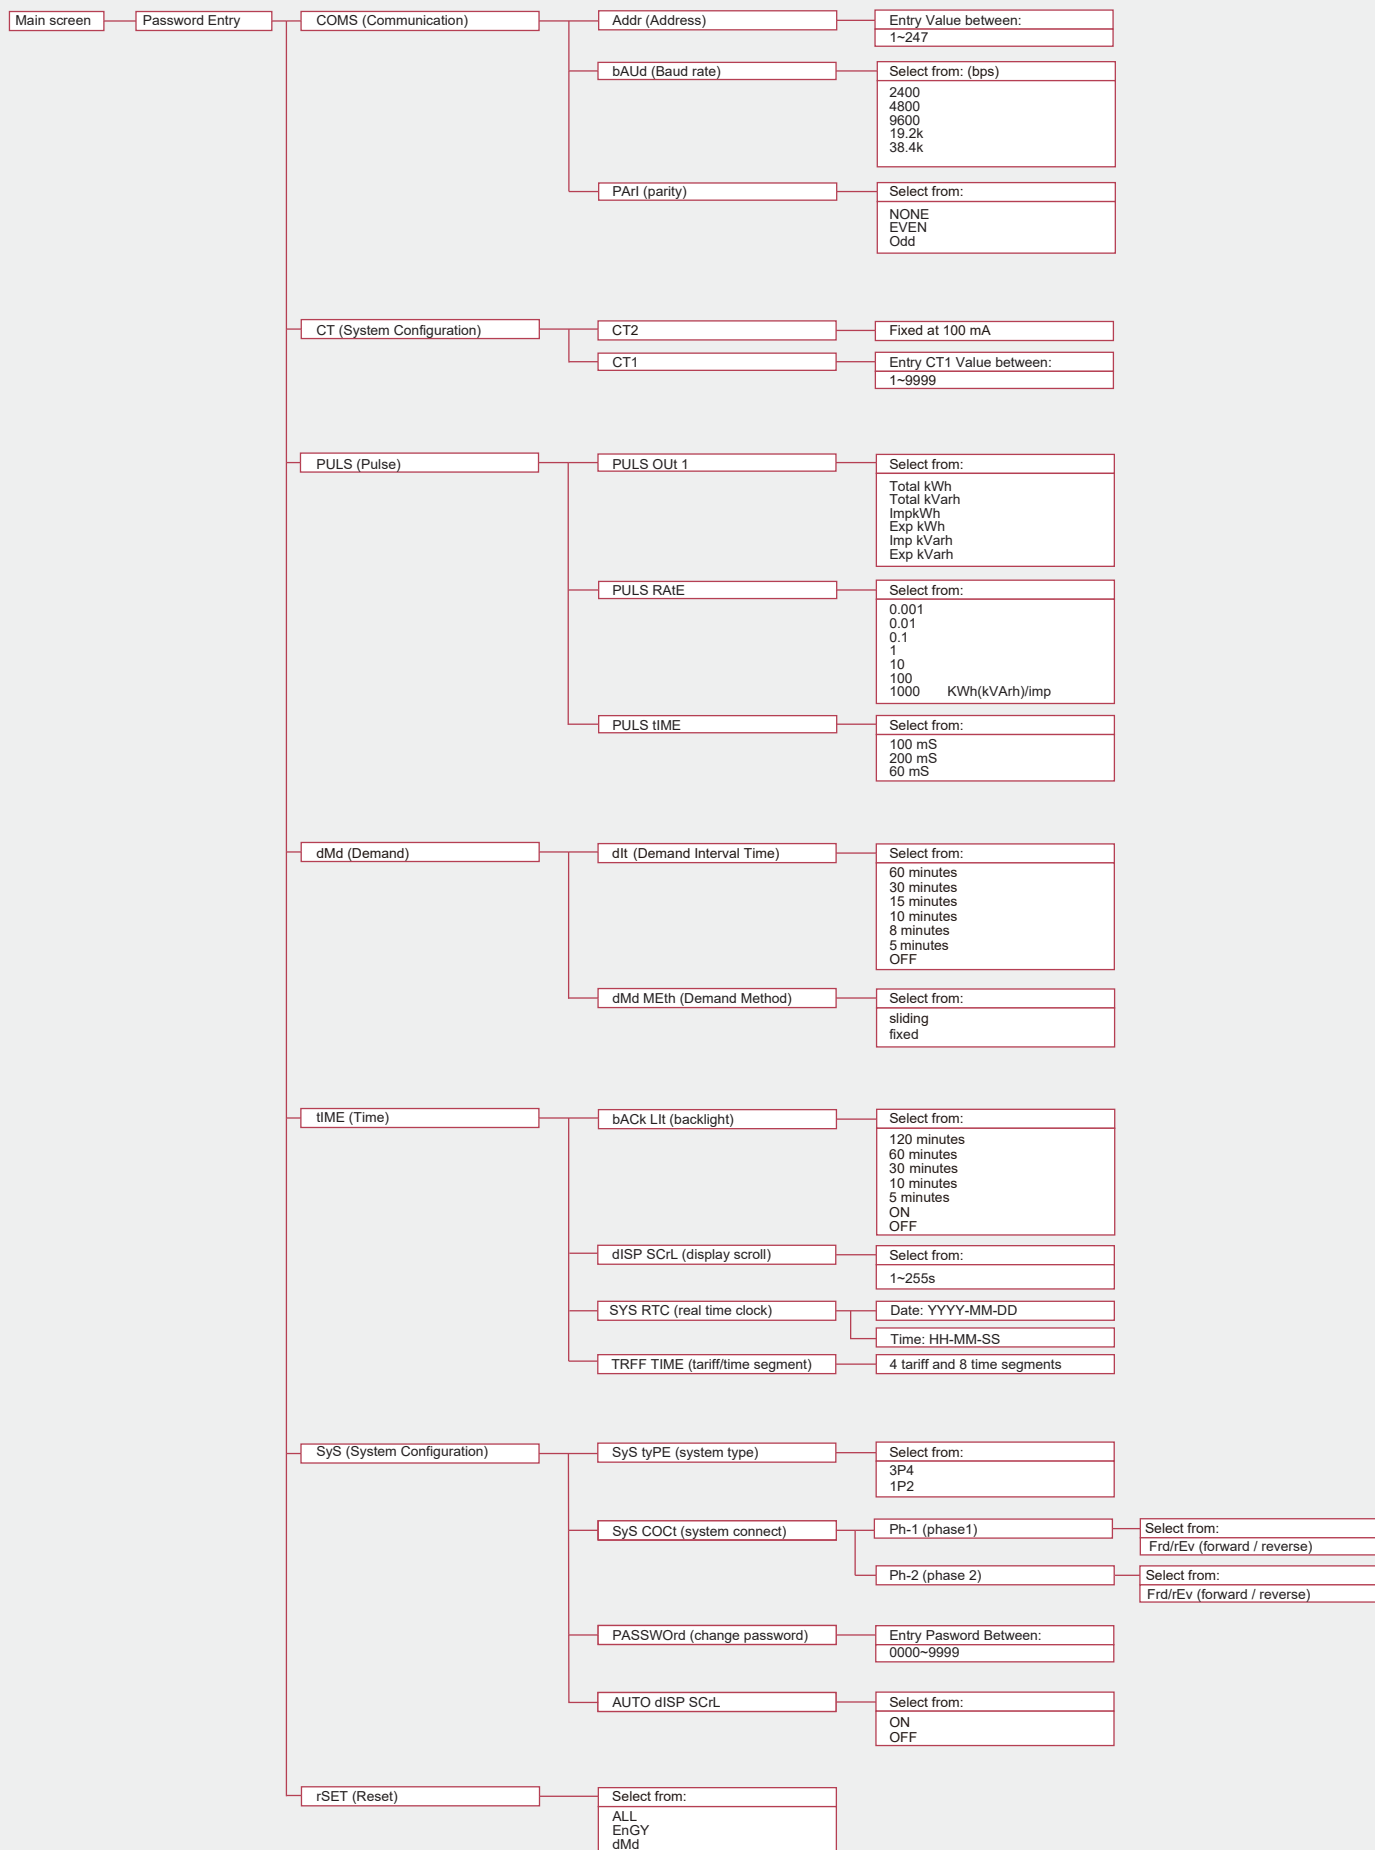 Main screen
Password Entry
COMS (Communication)
Addr (Address)
Entry Value between:
1~247
bAUd (Baud rate)
Select from: (bps)
2400
4800
9600
19.2k
38.4k
PArI (parity)
Select from:
NONE
EVEN
Odd
CT (System Configuration)
CT2
Fixed at 100 mA
CT1
Entry CT1 Value between:
1~9999
PULS (Pulse)
PULS OUt 1
Select from:
Total kWh
Total kVarh
ImpkWh
Exp kWh
Imp kVarh
Exp kVarh
PULS RAtE
Select from:
0.001
0.01
0.1
1
10
100
1000 KWh(kVArh)/imp
PULS tIME
Select from:
100 mS
200 mS
60 mS
dMd (Demand)
dIt (Demand Interval Time)
Select from:
60 minutes
30 minutes
15 minutes
10 minutes
8 minutes
5 minutes
OFF
dMd MEth (Demand Method)
Select from:
sliding
fixed
tIME (Time)
bACk LIt (backlight)
Select from:
120 minutes
60 minutes
30 minutes
10 minutes
5 minutes
ON
OFF
dISP SCrL (display scroll)
Select from:
1~255s
SYS RTC (real time clock)
Date: YYYY-MM-DD
Time: HH-MM-SS
TRFF TIME (tariff/time segment)
4 tariff and 8 time segments
SyS (System Configuration)
SyS tyPE (system type)
Select from:
3P4
1P2
SyS COCt (system connect)
Ph-1 (phase1)
Select from:
Frd/rEv (forward / reverse)
Ph-2 (phase 2)
Select from:
Frd/rEv (forward / reverse)
PASSWOrd (change password)
Entry Pasword Between:
0000~9999
AUTO dISP SCrL
Select from:
ON
OFF
rSET (Reset)
Select from:
ALL
EnGY
dMd